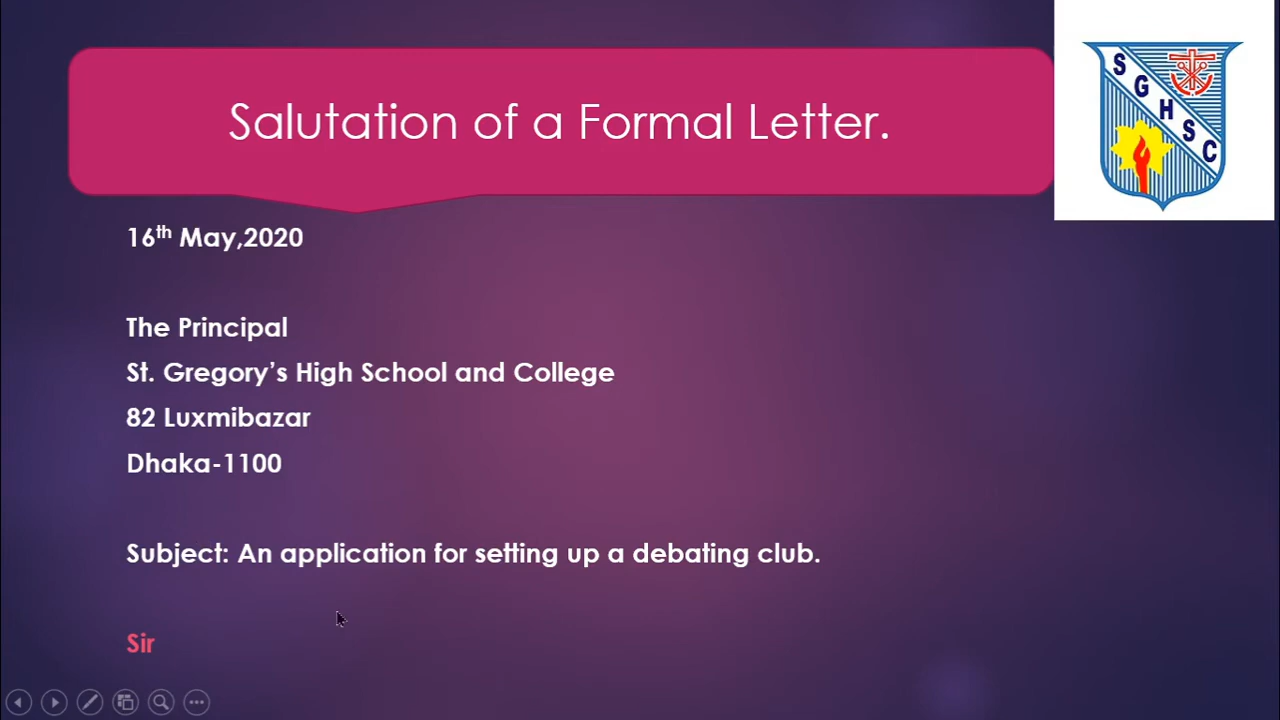 Salutation of a Formal Letter.
SGHSC
16th May,2020
The Principal
St. Gregory’s High School and College
82 Luxmibazar
Dhaka-1100
Subject: An application for setting up a debating club.
Sir